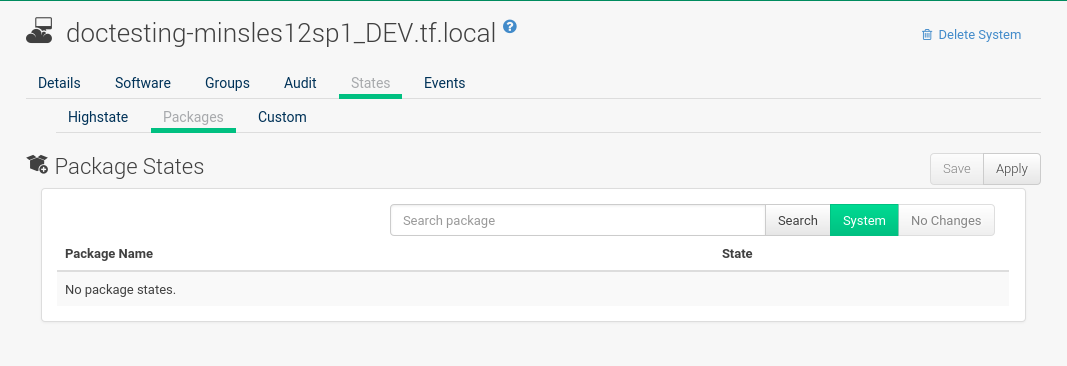 doctesting-minsles12sp1_DEV.tf.local ?
Delete System
Details Software Groups Audit States Events
Highstate Packages Custom
Package States
Save Apply
Search package Search System No Changes
Package Name State
No package states.